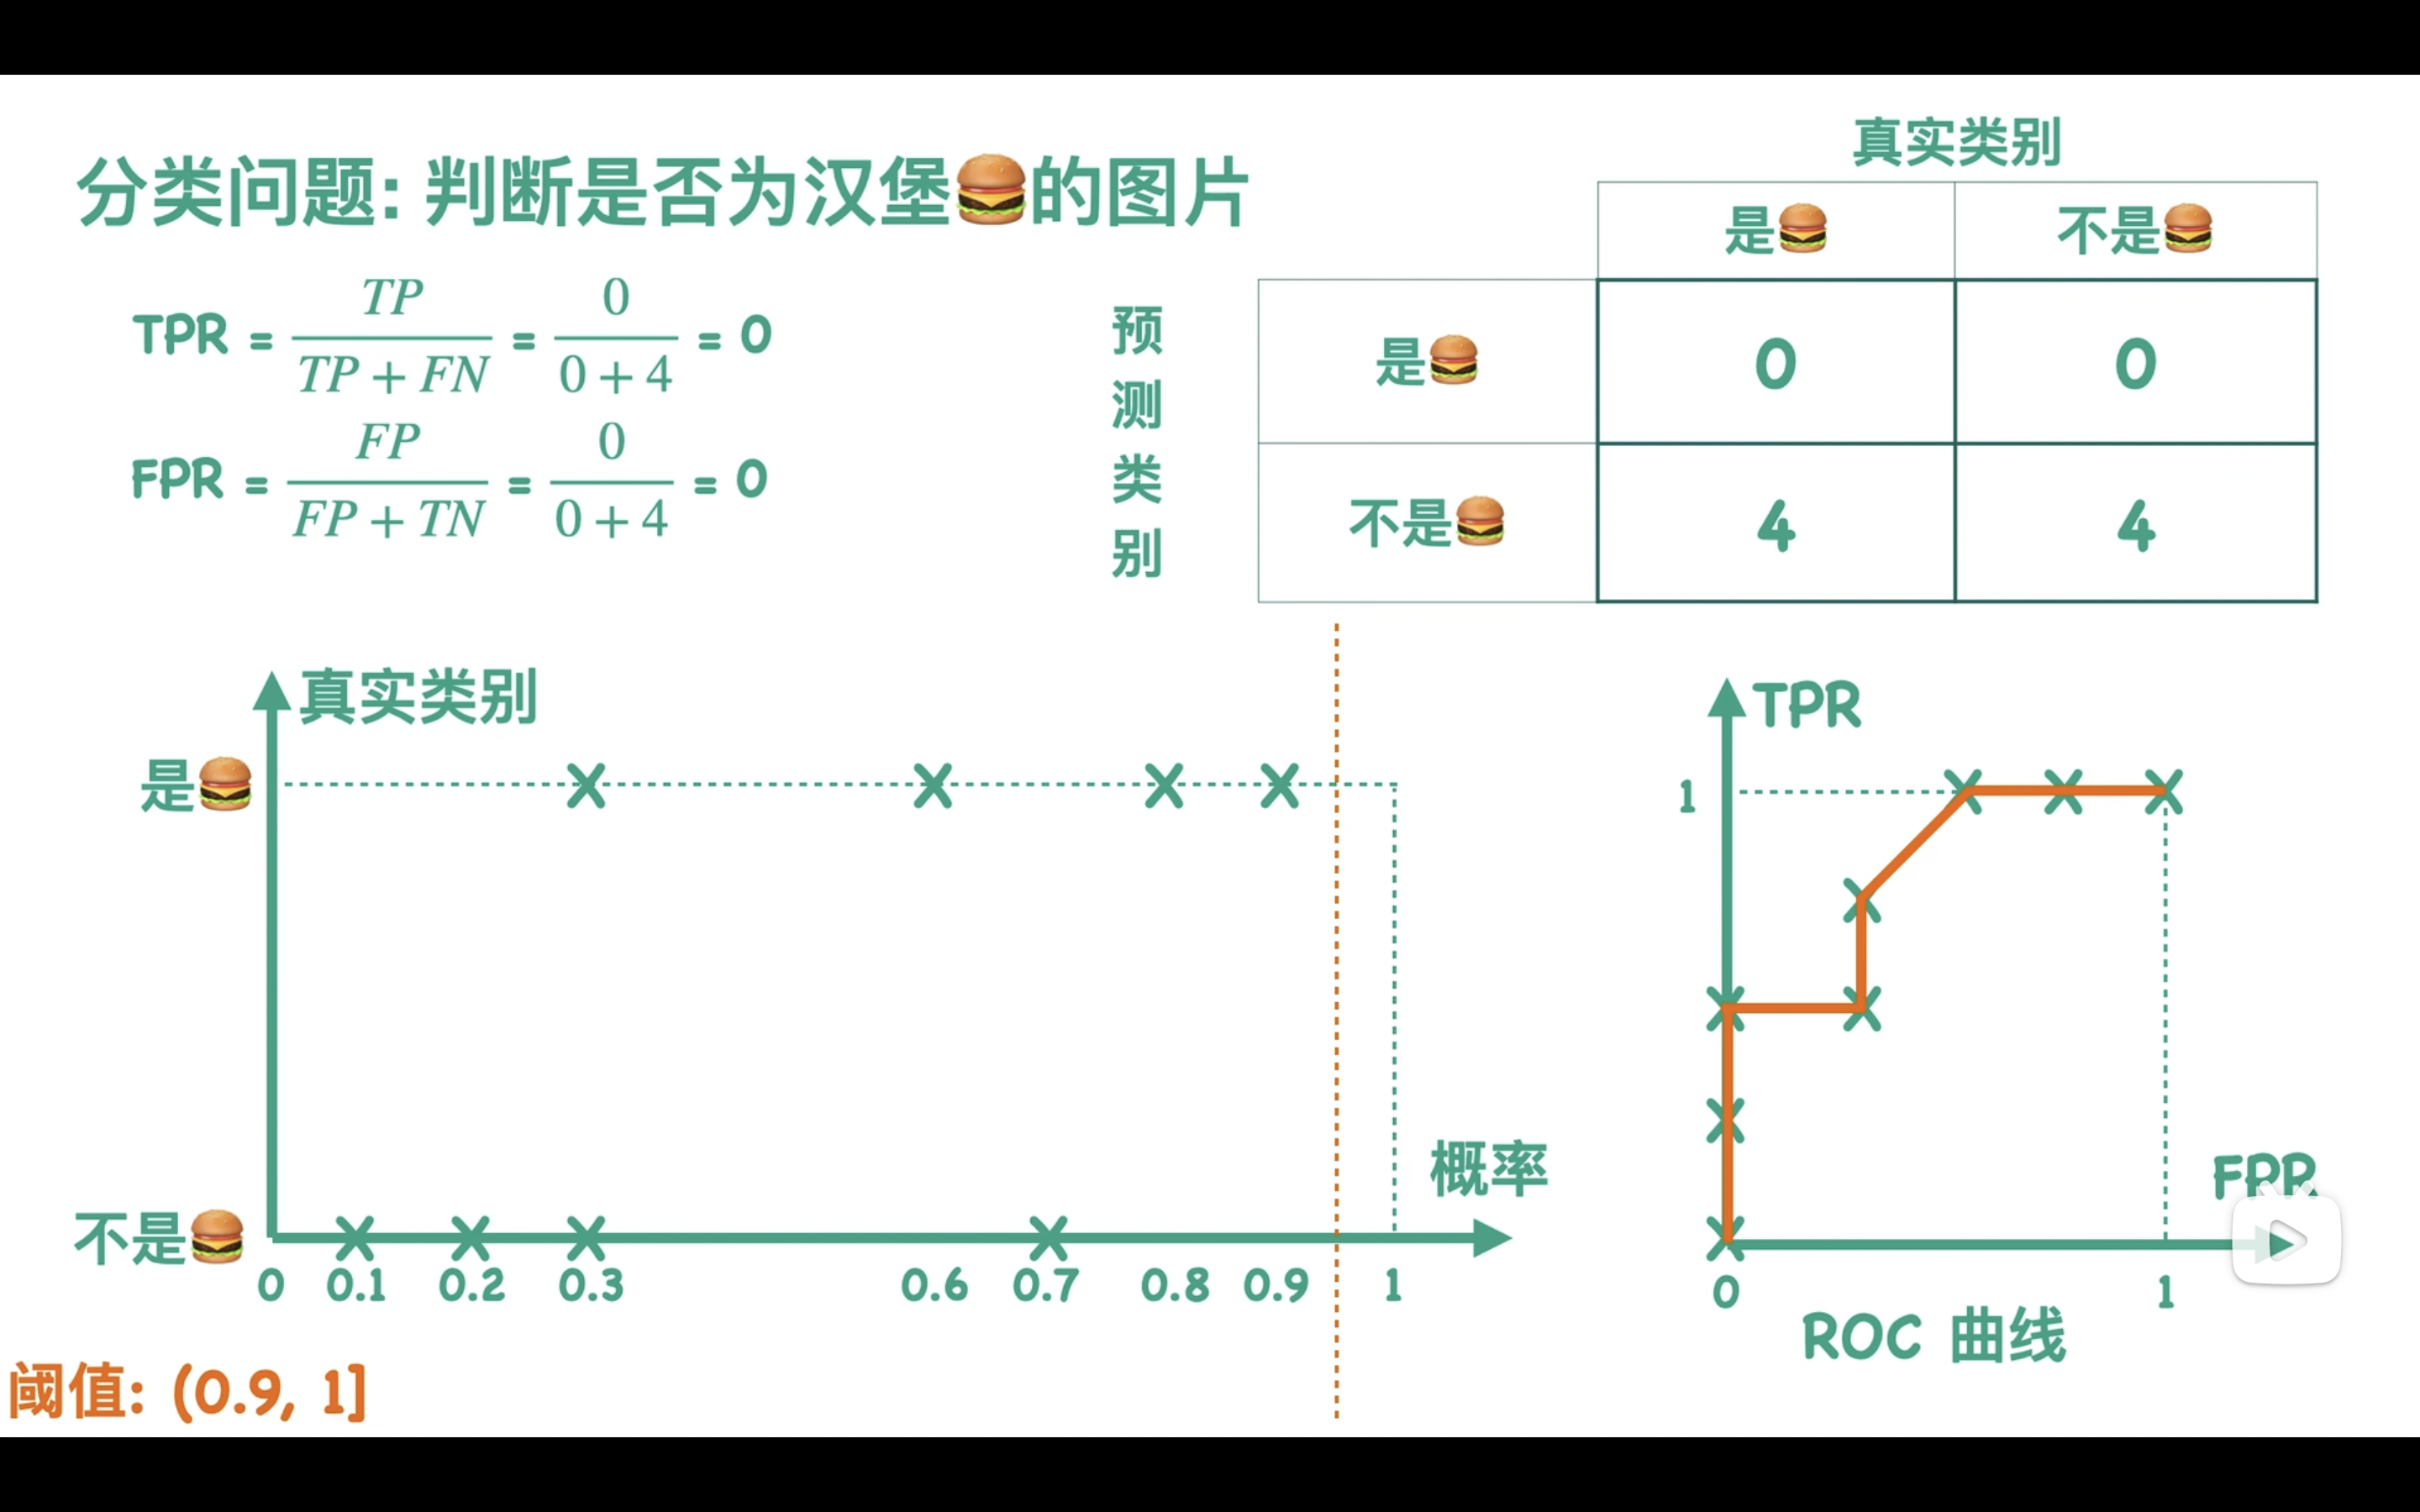 分类问题: 判断是否为汉堡🍔的图片
TPR = TP / (TP + FN) = 0 / (0 + 4) = 0
FPR = FP / (FP + TN) = 0 / (0 + 4) = 0
真实类别
是🍔 不是🍔
预测类别
是🍔 0 0
不是🍔 4 4
真实类别
是🍔
不是🍔
概率
0 0.1 0.2 0.3 0.6 0.7 0.8 0.9 1
阈值: (0.9, 1]
TPR
1
FPR
0 1
ROC 曲线